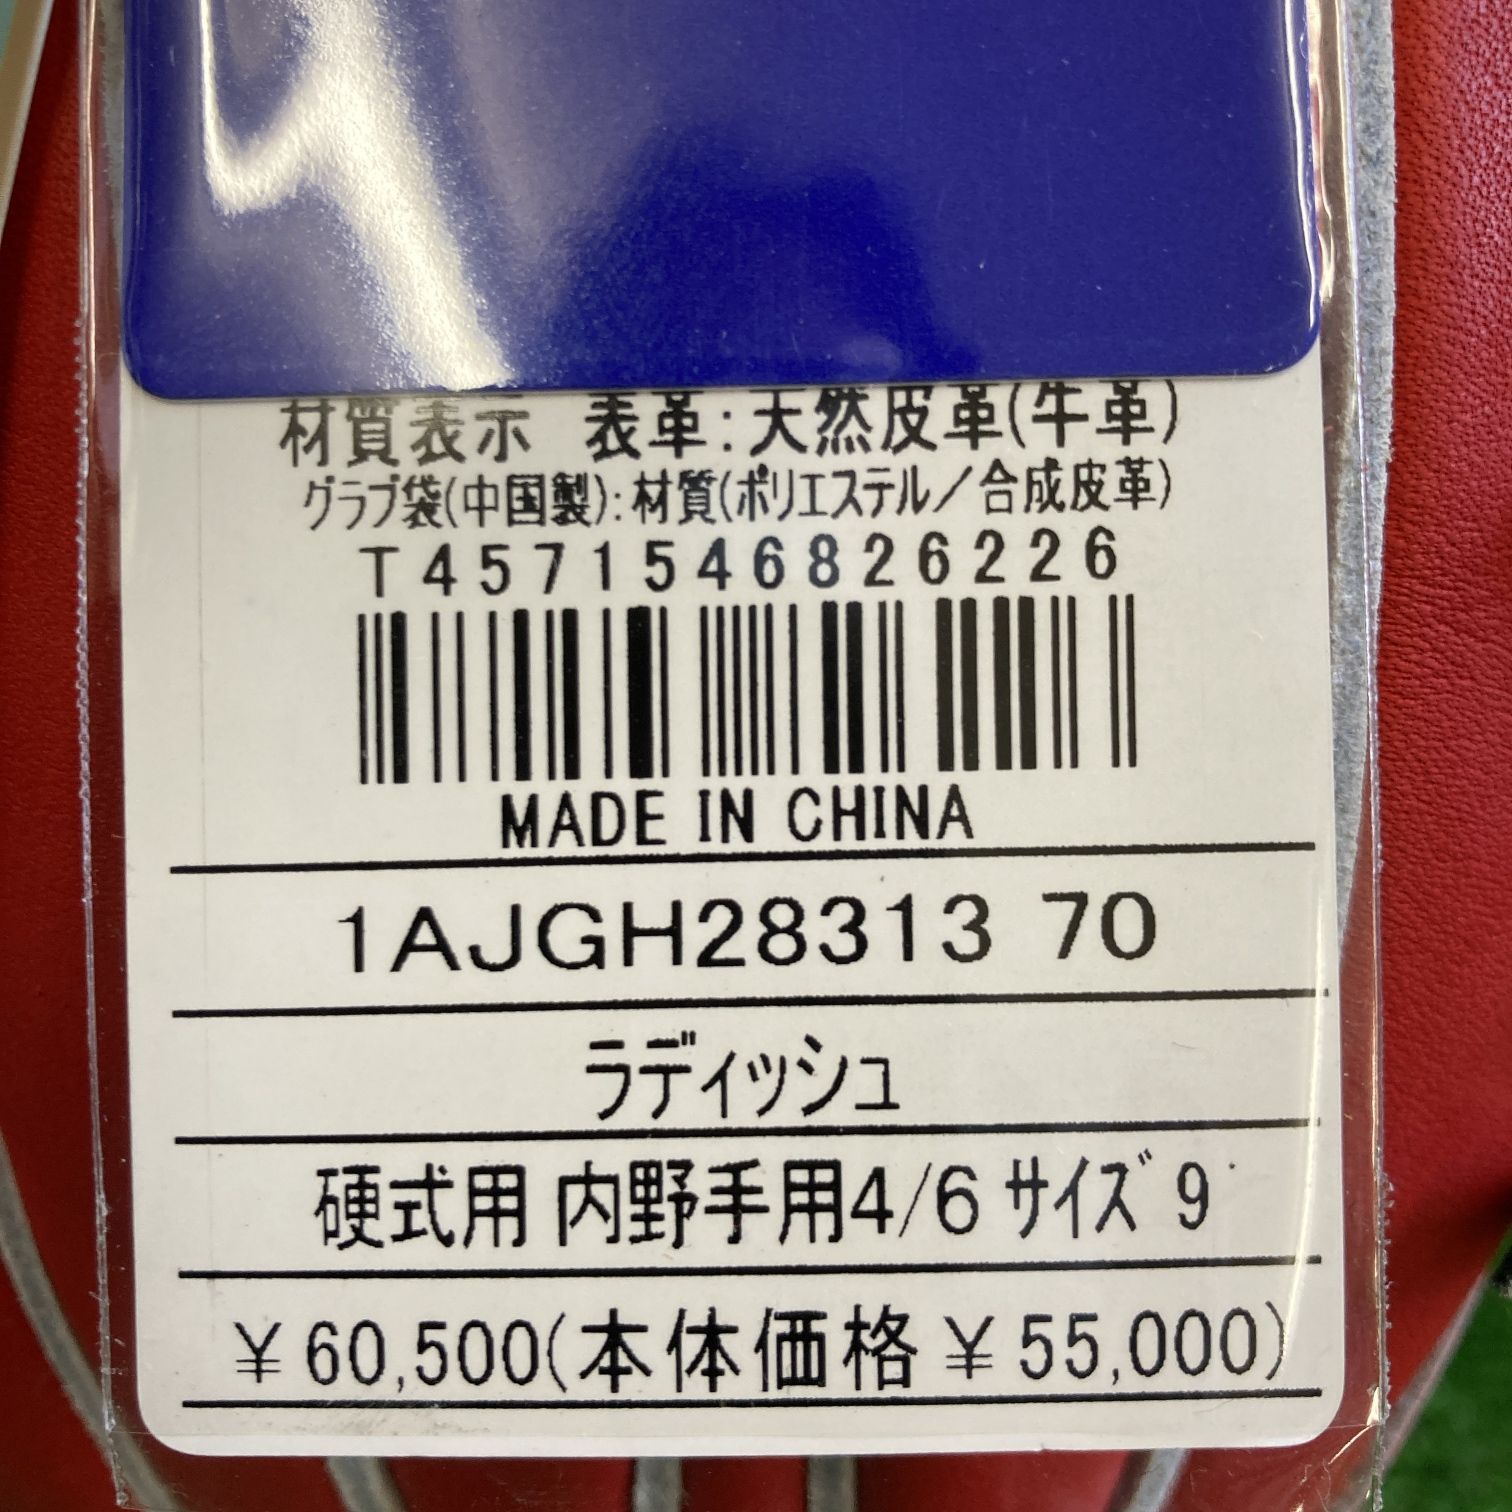 材質表示 表革:天然皮革(牛革)
グラブ袋(中国製):材質(ポリエステル/合成皮革)
T4571546826226
MADE IN CHINA
1AJGH28313 70
ラディッシュ
硬式用 内野手用4/6 サイズ 9
¥60,500(本体価格¥55,000)